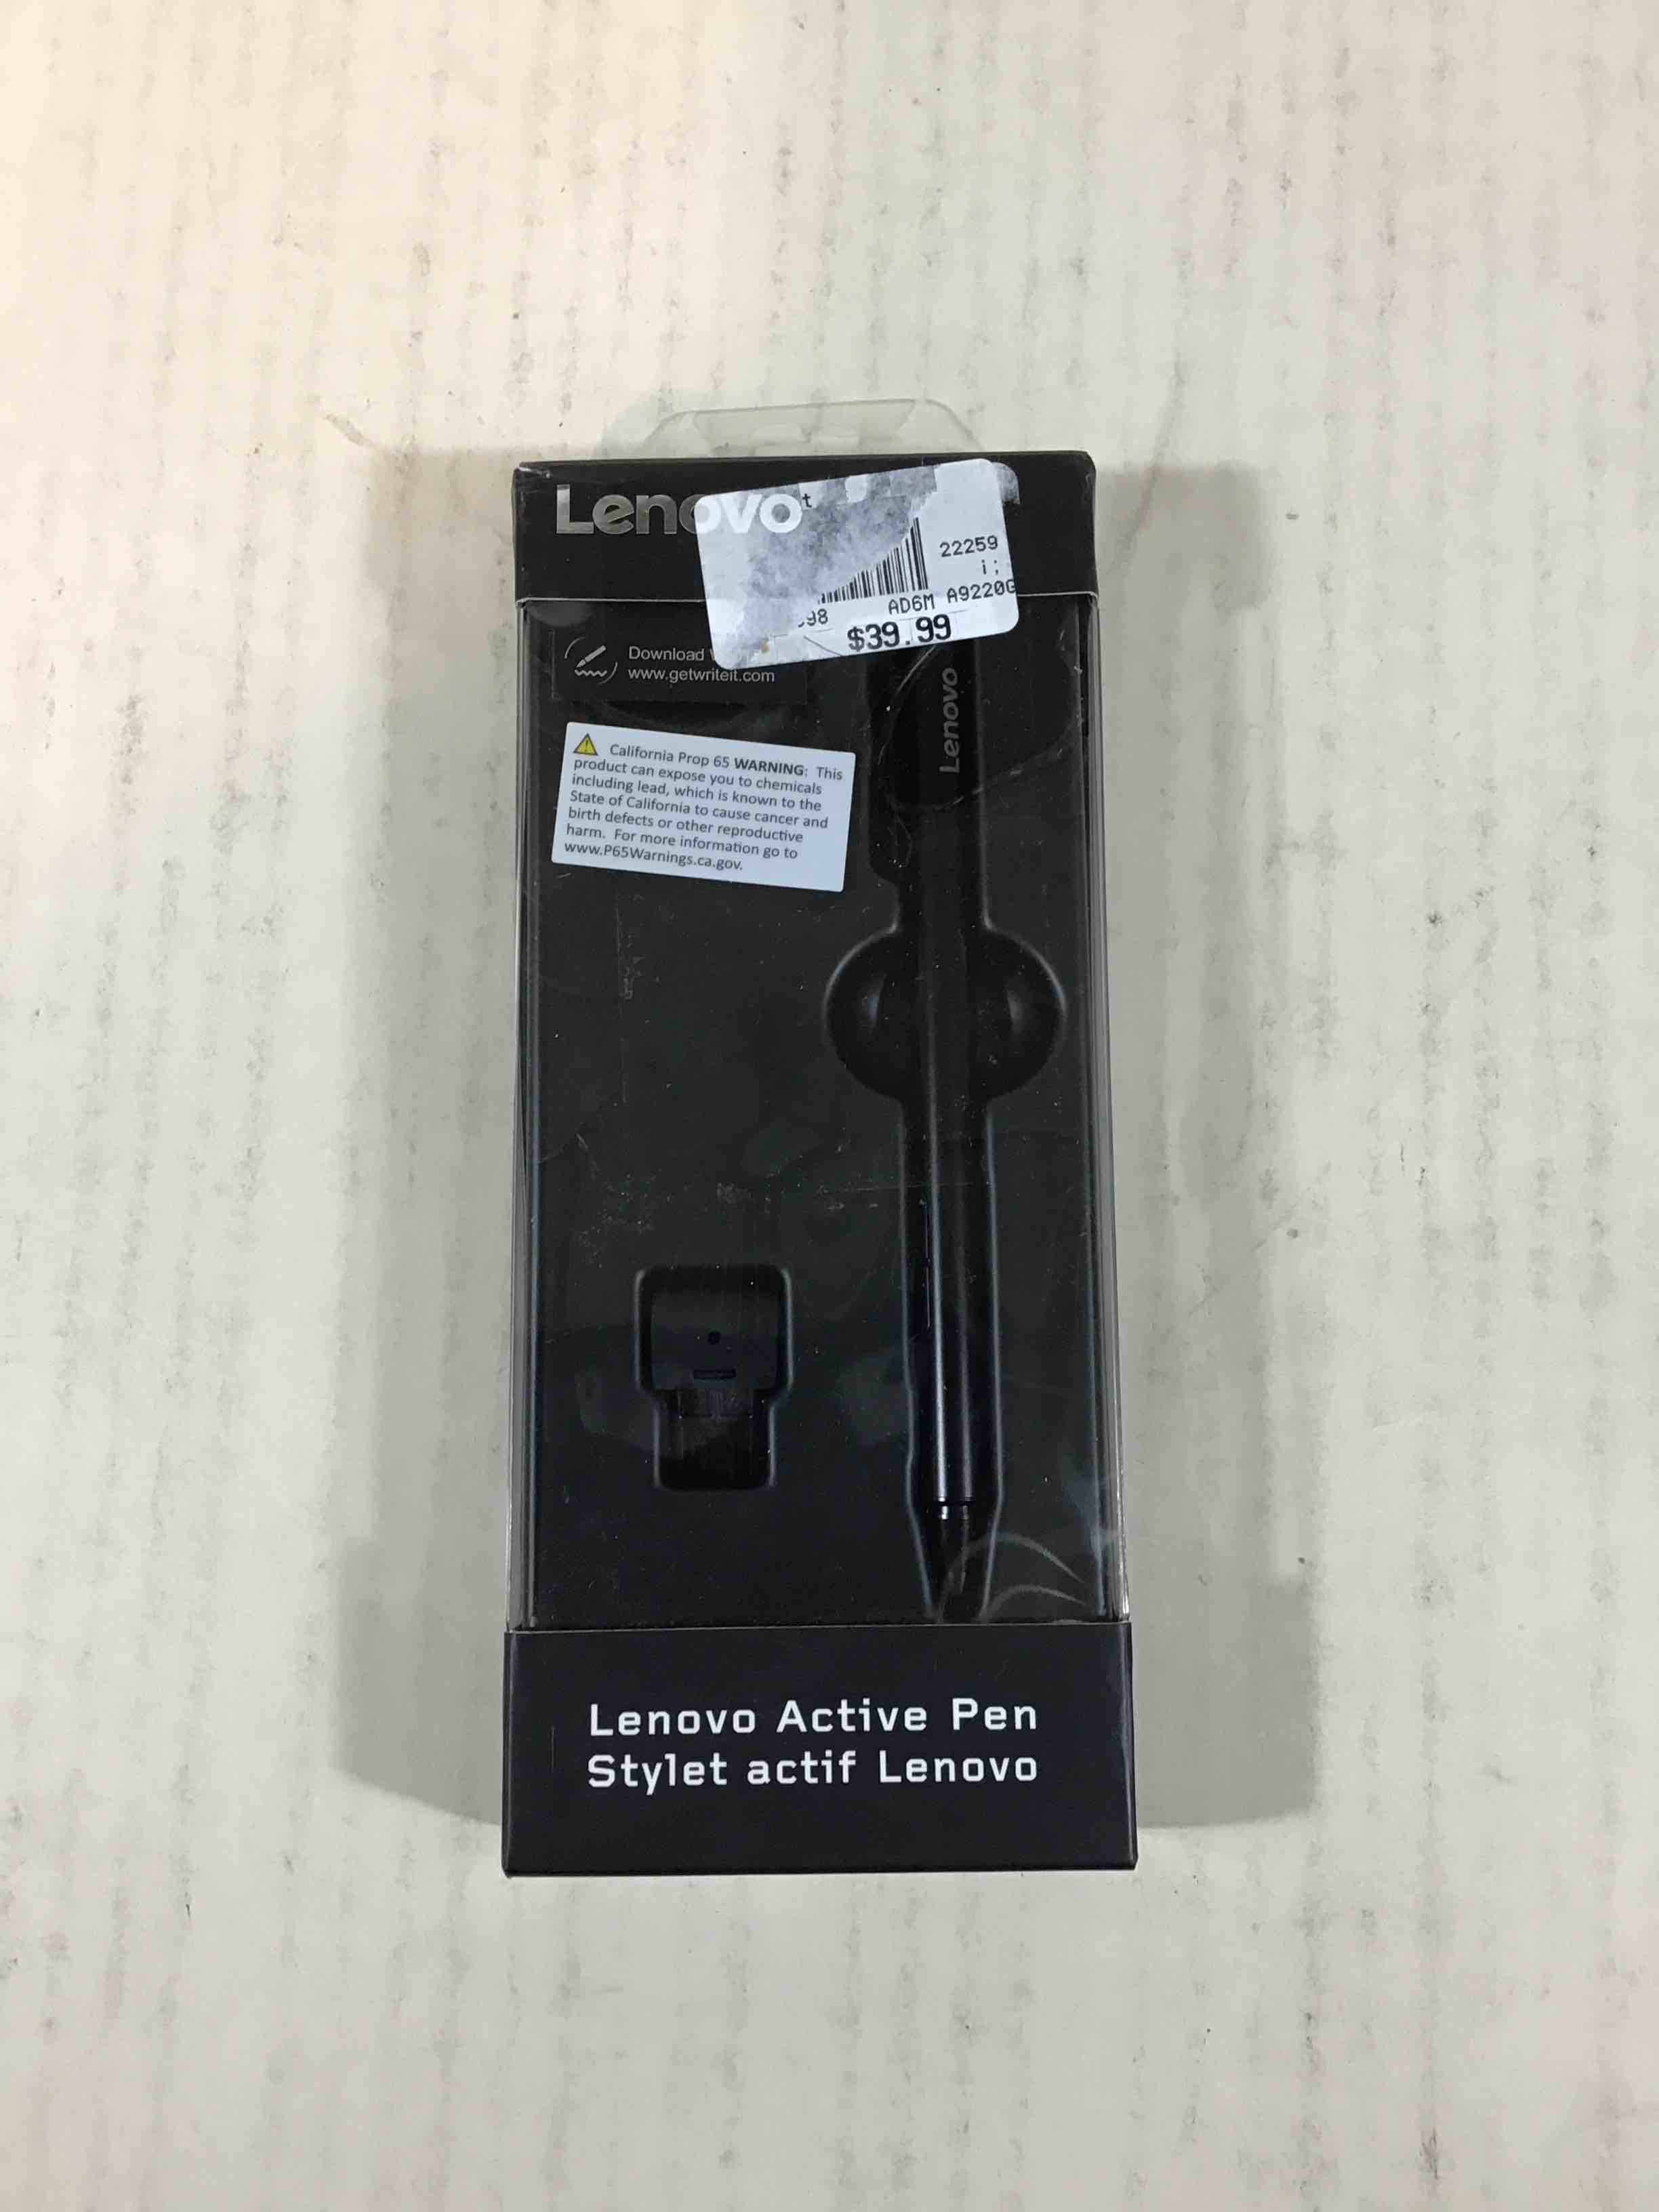 Lenovo
t
22259
i;
98 AD6M A9220G
$39.99
Download
www.getwriteit.com
Lenovo
California Prop 65 WARNING: This
product can expose you to chemicals
including lead, which is known to the
State of California to cause cancer and
birth defects or other reproductive
harm. For more information go to
www.P65Warnings.ca.gov.
Lenovo Active Pen
Stylet actif Lenovo